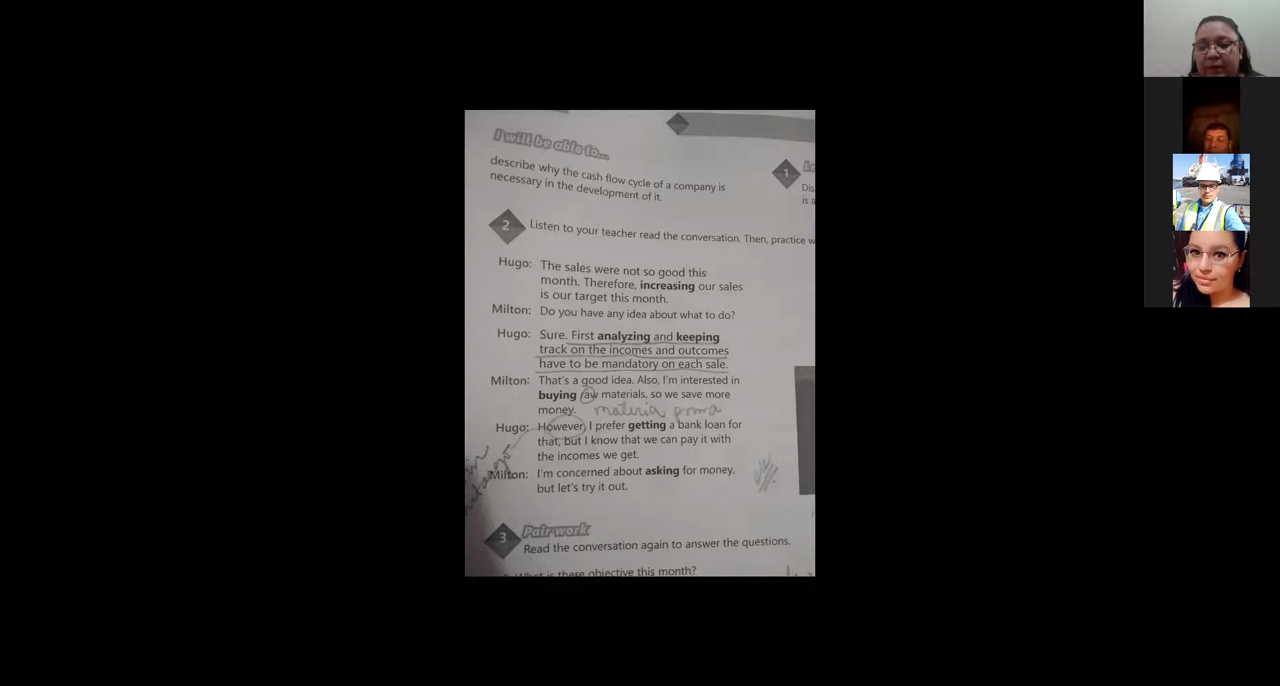 I will be able to...
describe why the cash flow cycle of a company is
necessary in the development of it.
1
Dis
is a
2 Listen to your teacher read the conversation. Then, practice w
Hugo: The sales were not so good this
month. Therefore, increasing our sales
is our target this month.
Milton: Do you have any idea about what to do?
Hugo: Sure. First analyzing and keeping
track on the incomes and outcomes
have to be mandatory on each sale.
Milton: That's a good idea. Also, I'm interested in
buying raw materials, so we save more
money. materia prima
Hugo: However, I prefer getting a bank loan for
that, but I know that we can pay it with
the incomes we get.
Milton: I'm concerned about asking for money,
but let's try it out.
3 Pair work
Read the conversation again to answer the questions.
What is there objective this month?